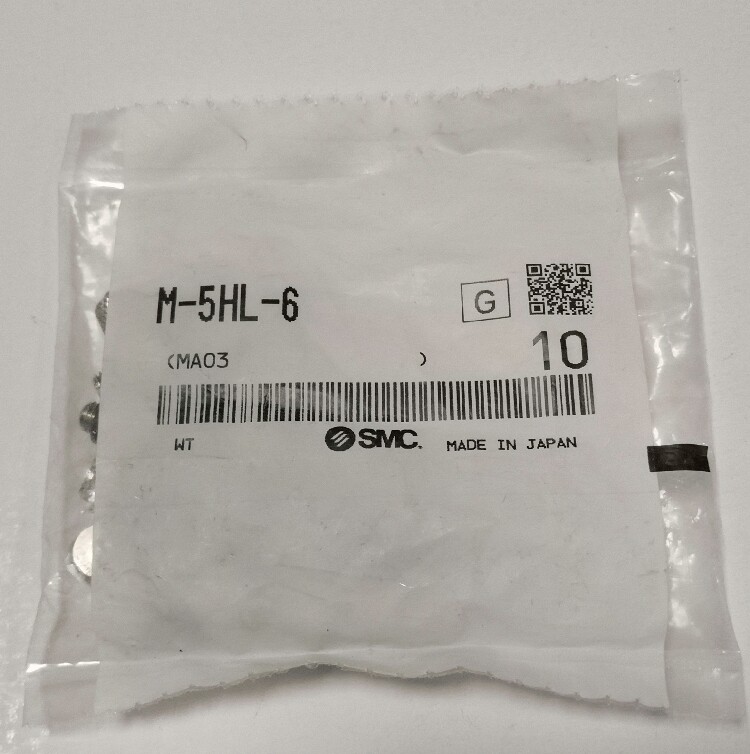 M-5HL-6
G
(MA03 )
10
WT
SMC.
MADE IN JAPAN